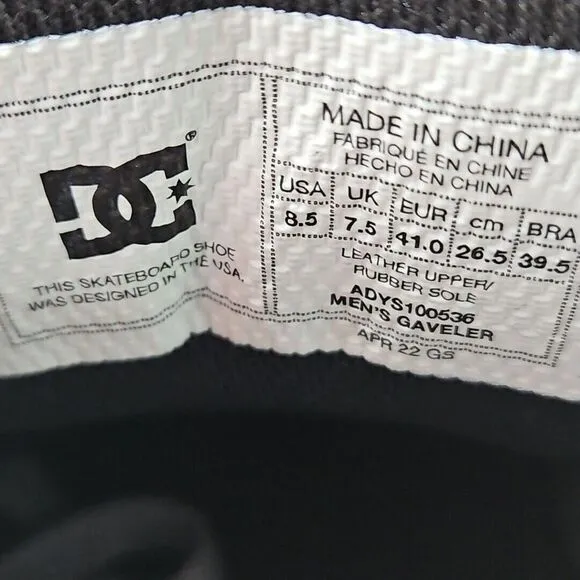 DC®
THIS SKATEBOARD SHOE
WAS DESIGNED IN THE USA.
MADE IN CHINA
FABRIQUÉ EN CHINE
HECHO EN CHINA
USA UK EUR cm BRA
8.5 7.5 41.0 26.5 39.5
LEATHER UPPER/
RUBBER SOLE
ADYS100536
MEN'S GAVELER
APR 22 GS